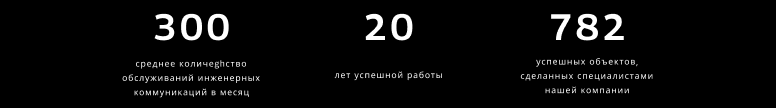 300
среднее количеghство
обслуживаний инженерных
коммуникаций в месяц
20
лет успешной работы
782
успешных объектов,
сделанных специалистами
нашей компании